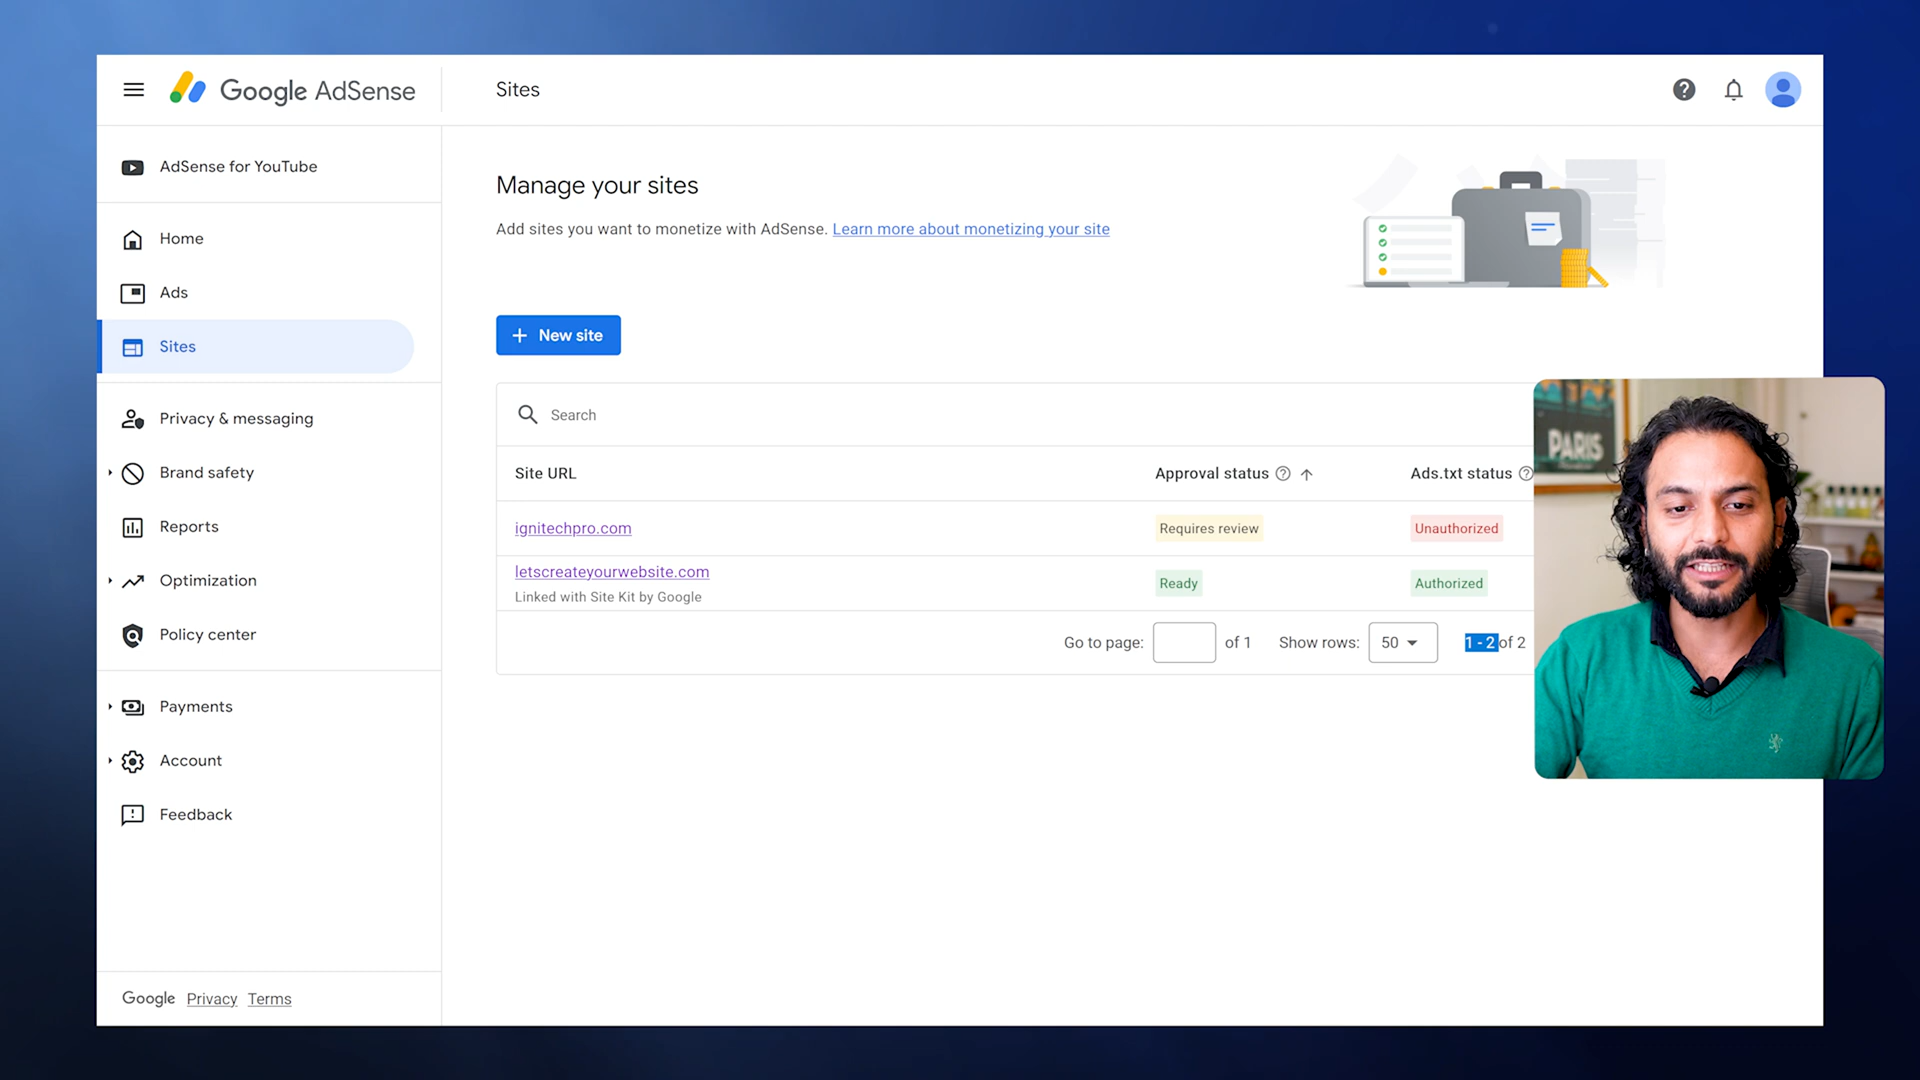 Google AdSense
Sites
AdSense for YouTube
Home
Ads
Sites
Privacy & messaging
Brand safety
Reports
Optimization
Policy center
Payments
Account
Feedback
Google Privacy Terms
Manage your sites
Add sites you want to monetize with AdSense. Learn more about monetizing your site
+ New site
Search
Site URL Approval status Ads.txt status
ignitechpro.com Requires review Unauthorized
letscreateyourwebsite.com Ready Authorized
Linked with Site Kit by Google
Go to page: of 1 Show rows: 50 1 - 2 of 2
PARIS